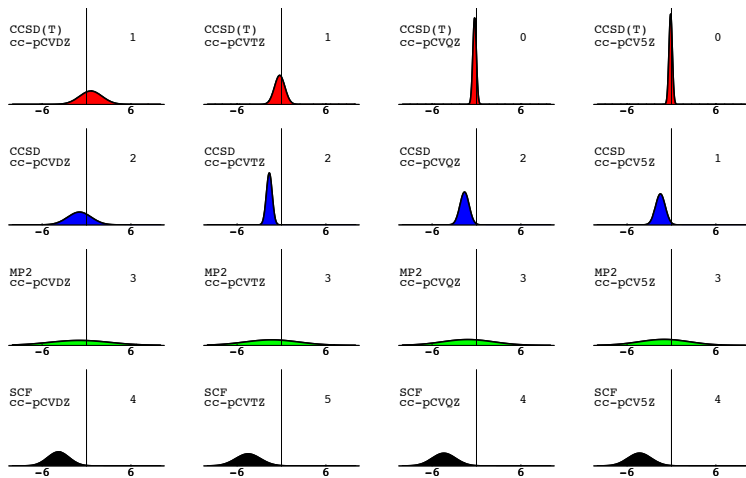 CCSD(T)
cc-pCVDZ 1
-6 6
CCSD(T)
cc-pCVTZ 1
-6 6
CCSD(T)
cc-pCVQZ 0
-6 6
CCSD(T)
cc-pCV5Z 0
-6 6
CCSD
cc-pCVDZ 2
-6 6
CCSD
cc-pCVTZ 2
-6 6
CCSD
cc-pCVQZ 2
-6 6
CCSD
cc-pCV5Z 1
-6 6
MP2
cc-pCVDZ 3
-6 6
MP2
cc-pCVTZ 3
-6 6
MP2
cc-pCVQZ 3
-6 6
MP2
cc-pCV5Z 3
-6 6
SCF
cc-pCVDZ 4
-6 6
SCF
cc-pCVTZ 5
-6 6
SCF
cc-pCVQZ 4
-6 6
SCF
cc-pCV5Z 4
-6 6